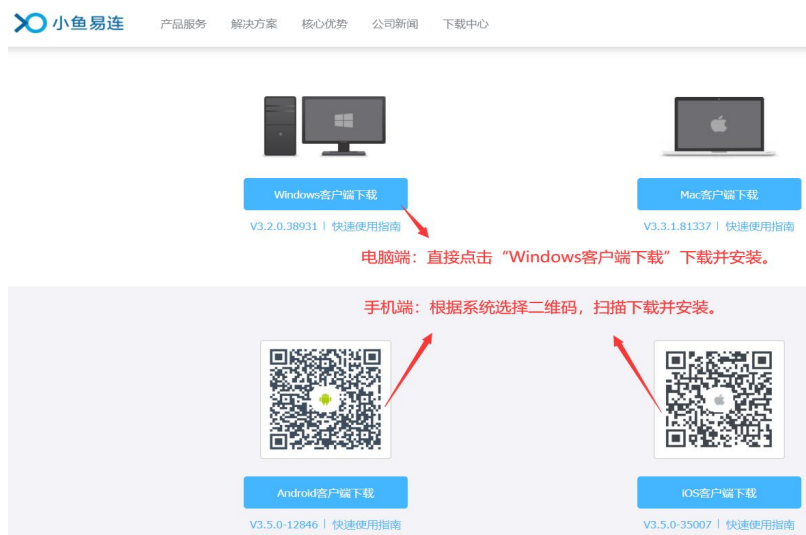 小鱼易连 产品服务 解决方案 核心优势 公司新闻 下载中心
Windows客户端下载 Mac客户端下载
V3.2.0.38931 | 快速使用指南 V3.3.1.81337 | 快速使用指南
电脑端：直接点击“Windows客户端下载”下载并安装。
手机端：根据系统选择二维码，扫描下载并安装。
Android客户端下载 iOS客户端下载
V3.5.0-12846 | 快速使用指南 V3.5.0-35007 | 快速使用指南